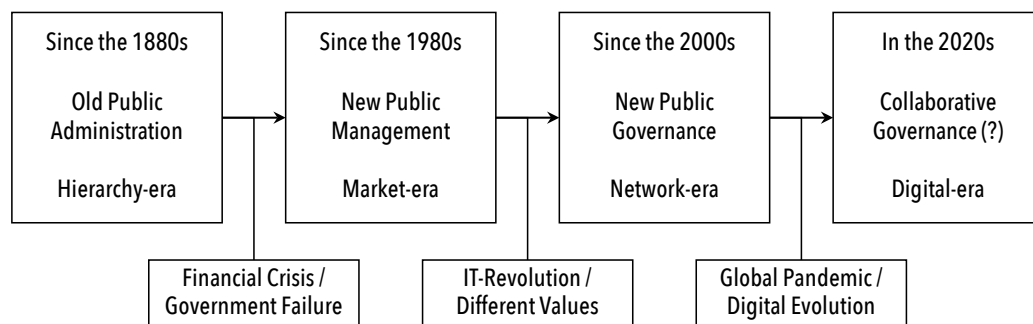 Since the 1880s
Old Public
Administration
Hierarchy-era
Since the 1980s
New Public
Management
Market-era
Since the 2000s
New Public
Governance
Network-era
In the 2020s
Collaborative
Governance (?)
Digital-era
Financial Crisis /
Government Failure
IT-Revolution /
Different Values
Global Pandemic /
Digital Evolution